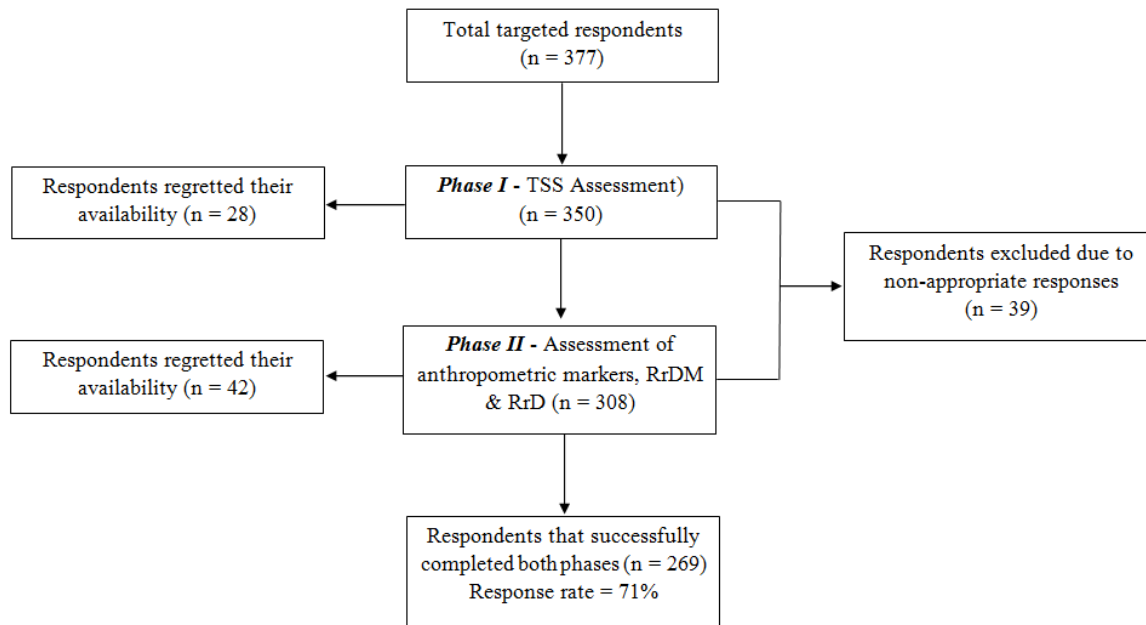 Total targeted respondents
(n = 377)
Phase I - TSS Assessment)
(n = 350)
Respondents regretted their
availability (n = 28)
Respondents excluded due to
non-appropriate responses
(n = 39)
Phase II - Assessment of
anthropometric markers, RrDM
& RrD (n = 308)
Respondents regretted their
availability (n = 42)
Respondents that successfully
completed both phases (n = 269)
Response rate = 71%